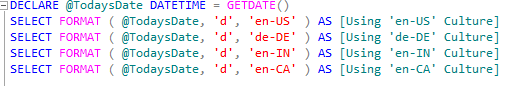 DECLARE @TodaysDate DATETIME = GETDATE()
SELECT FORMAT ( @TodaysDate, 'd', 'en-US' ) AS [Using 'en-US' Culture]
SELECT FORMAT ( @TodaysDate, 'd', 'de-DE' ) AS [Using 'de-DE' Culture]
SELECT FORMAT ( @TodaysDate, 'd', 'en-IN' ) AS [Using 'en-IN' Culture]
SELECT FORMAT ( @TodaysDate, 'd', 'en-CA' ) AS [Using 'en-CA' Culture]